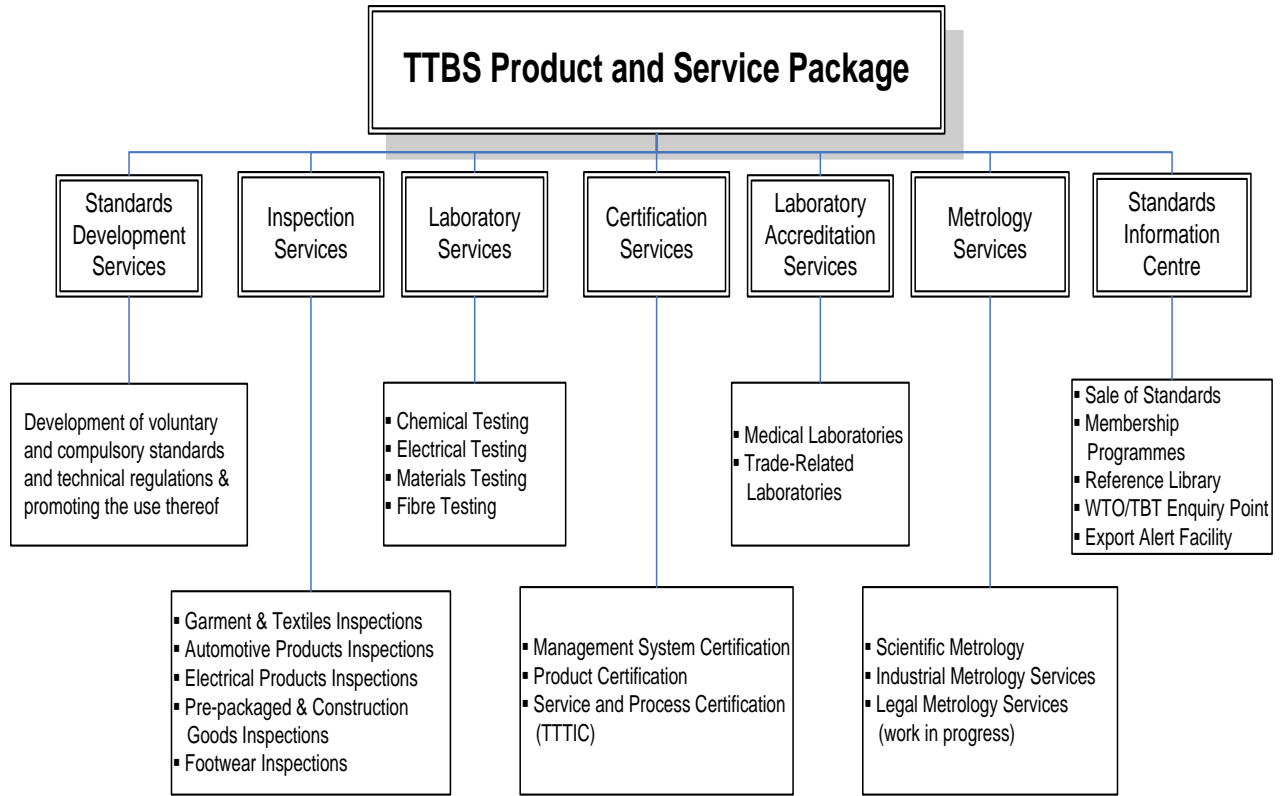 TTBS Product and Service Package
Standards
Development
Services
Inspection
Services
Laboratory
Services
Certification
Services
Laboratory
Accreditation
Services
Metrology
Services
Standards
Information
Centre
Development of voluntary
and compulsory standards
and technical regulations &
promoting the use thereof
▪ Chemical Testing
▪ Electrical Testing
▪ Materials Testing
▪ Fibre Testing
▪ Medical Laboratories
▪ Trade-Related
Laboratories
▪ Sale of Standards
▪ Membership
Programmes
▪ Reference Library
▪ WTO/TBT Enquiry Point
▪ Export Alert Facility
▪ Garment & Textiles Inspections
▪ Automotive Products Inspections
▪ Electrical Products Inspections
▪ Pre-packaged & Construction
Goods Inspections
▪ Footwear Inspections
▪ Management System Certification
▪ Product Certification
▪ Service and Process Certification
(TTTIC)
▪ Scientific Metrology
▪ Industrial Metrology Services
▪ Legal Metrology Services
(work in progress)